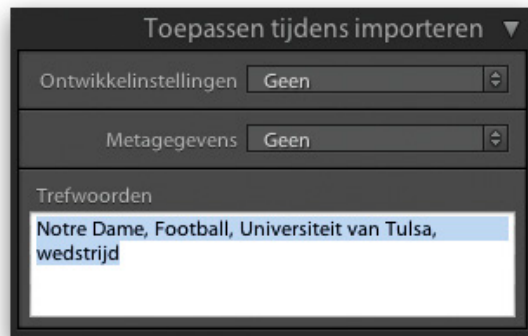 Toepassen tijdens importeren
Ontwikkelinstellingen Geen
Metagegevens Geen
Trefwoorden
Notre Dame, Football, Universiteit van Tulsa,
wedstrijd